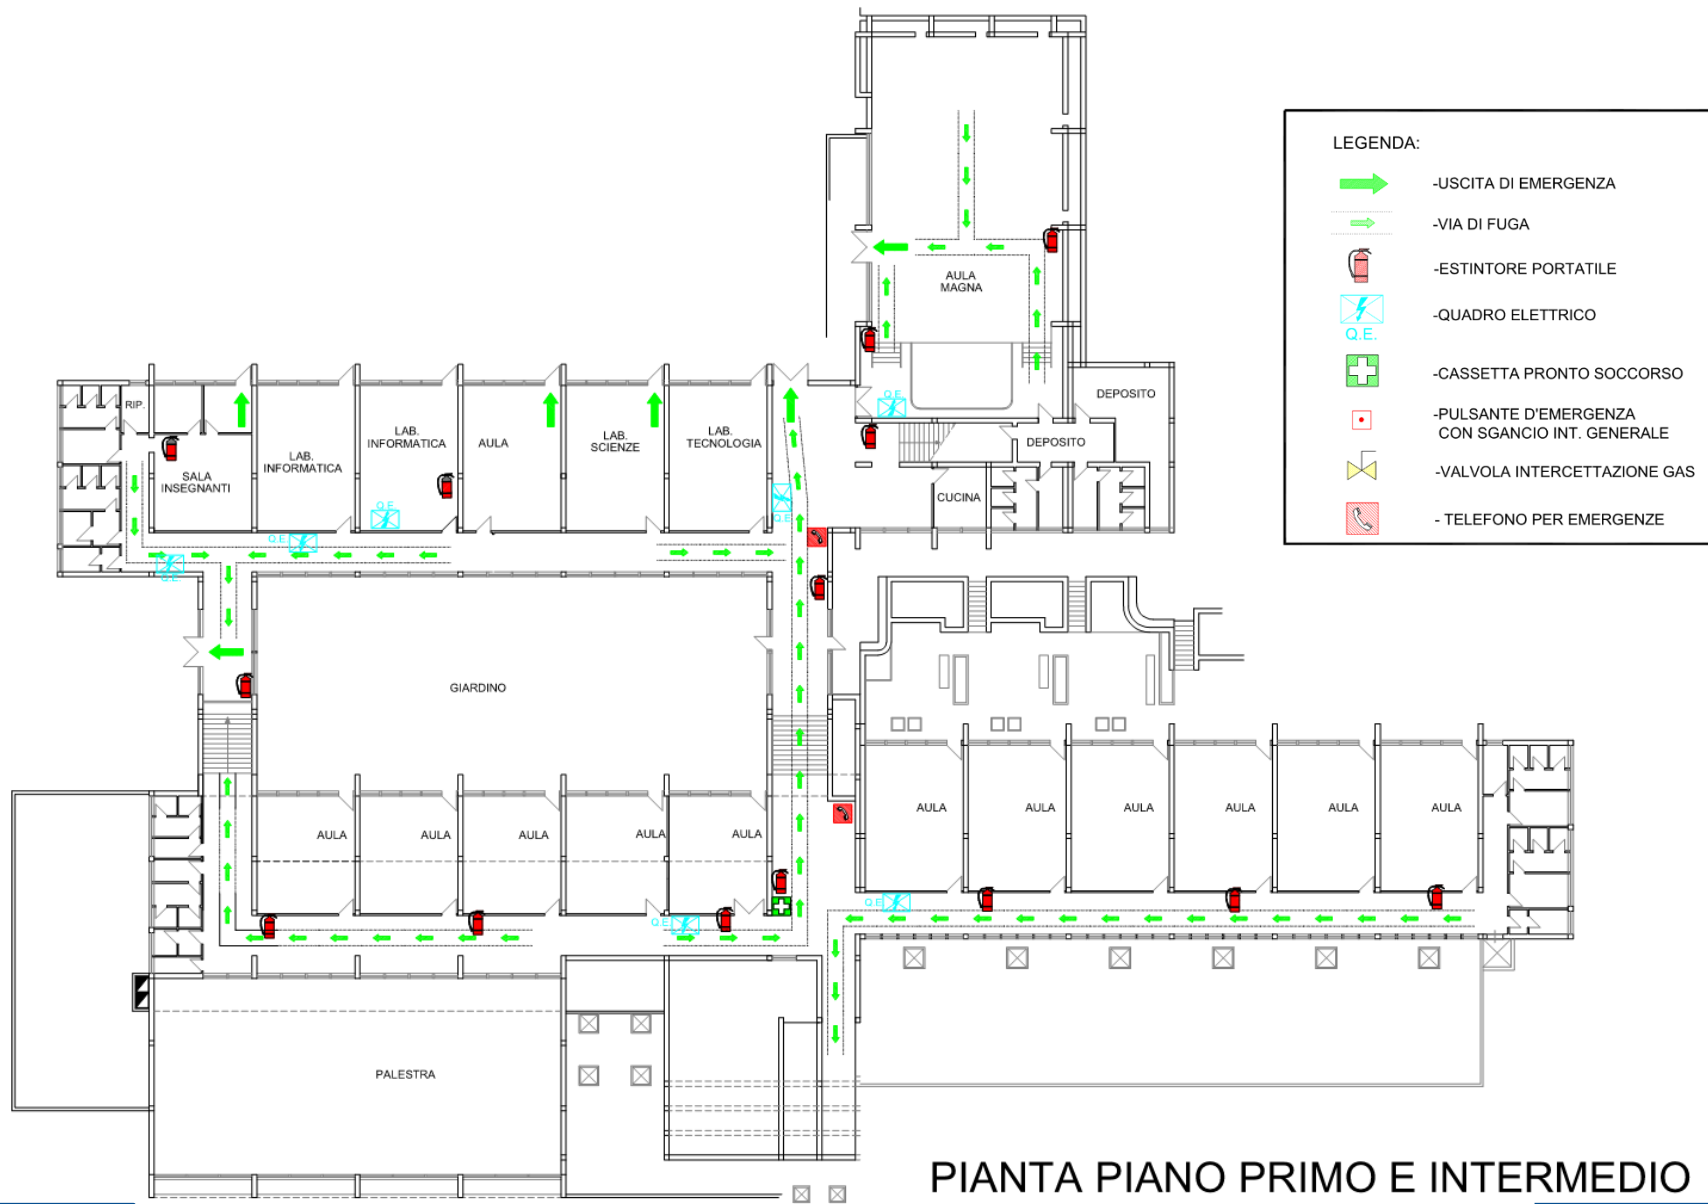 LEGENDA:
-USCITA DI EMERGENZA
-VIA DI FUGA
-ESTINTORE PORTATILE
-QUADRO ELETTRICO
Q.E.
-CASSETTA PRONTO SOCCORSO
-PULSANTE D'EMERGENZA
CON SGANCIO INT. GENERALE
-VALVOLA INTERCETTAZIONE GAS
- TELEFONO PER EMERGENZE
AULA
MAGNA
Q.E.
DEPOSITO
DEPOSITO
CUCINA
RIP.
SALA
INSEGNANTI
LAB.
INFORMATICA
LAB.
INFORMATICA
AULA
LAB.
SCIENZE
LAB.
TECNOLOGIA
Q.E.
Q.E.
Q.E.
Q.E.
GIARDINO
AULA
AULA
AULA
AULA
AULA
AULA
AULA
AULA
AULA
AULA
AULA
Q.E.
Q.E.
PALESTRA
PIANTA PIANO PRIMO E INTERMEDIO